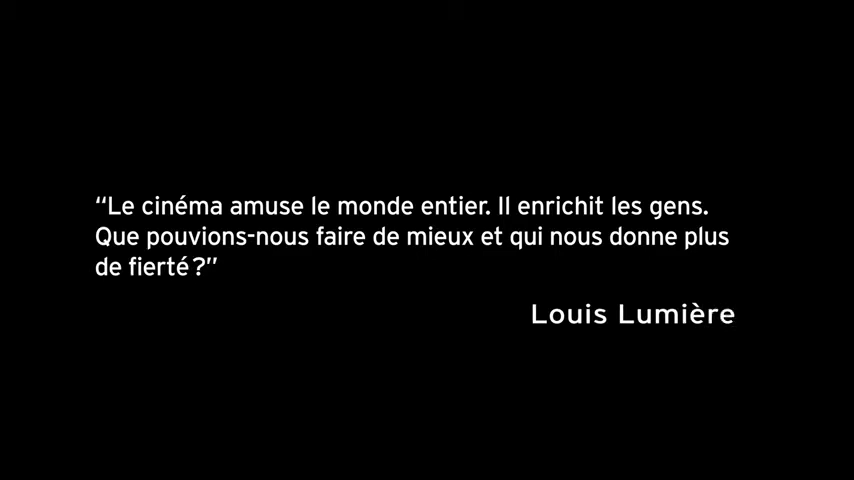 “Le cinéma amuse le monde entier. Il enrichit les gens.
Que pouvions-nous faire de mieux et qui nous donne plus
de fierté ?”
Louis Lumière